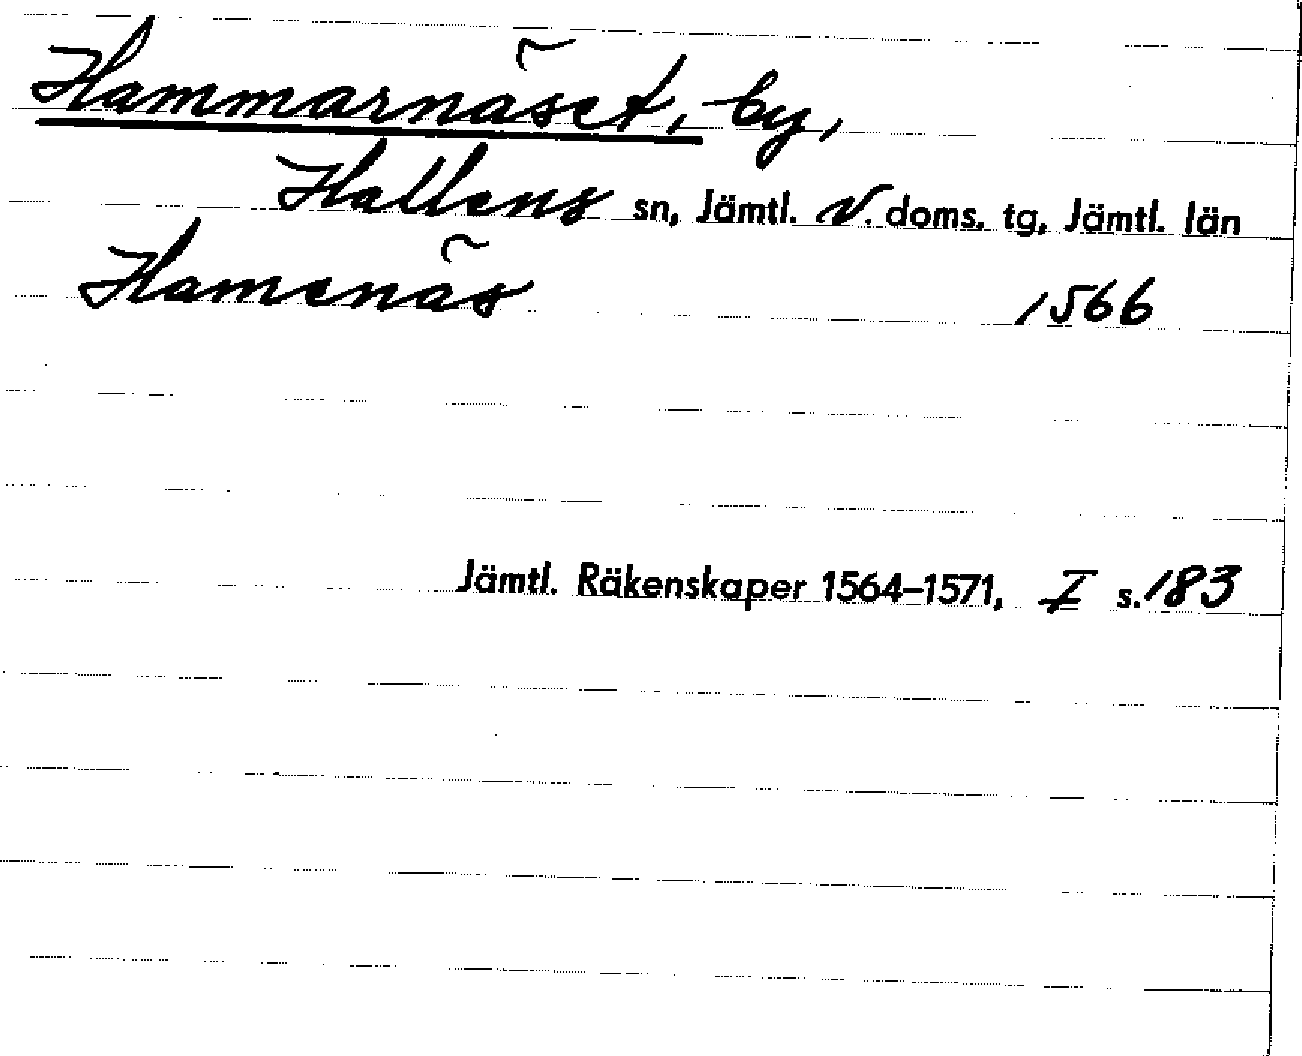 Hammarnäset, by,
Hallens sn, Jämtl. V. doms. tg, Jämtl. län
Hamenäs 1566
Jämtl. Räkenskaper 1564–1571, I s. 183